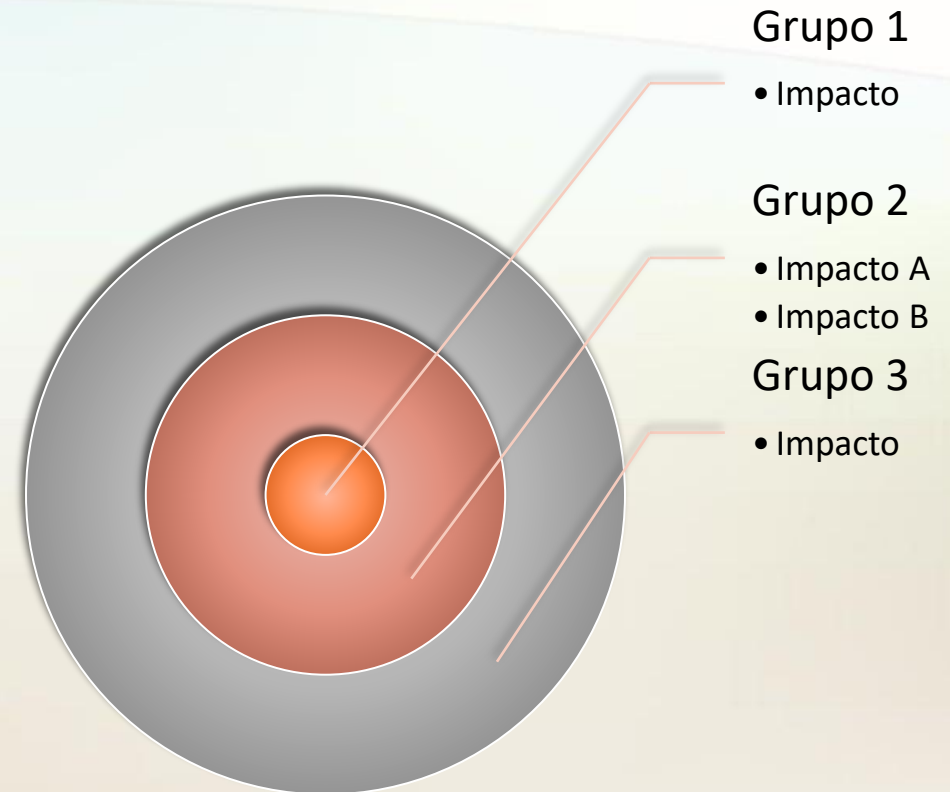 Grupo 1
• Impacto
Grupo 2
• Impacto A
• Impacto B
Grupo 3
• Impacto